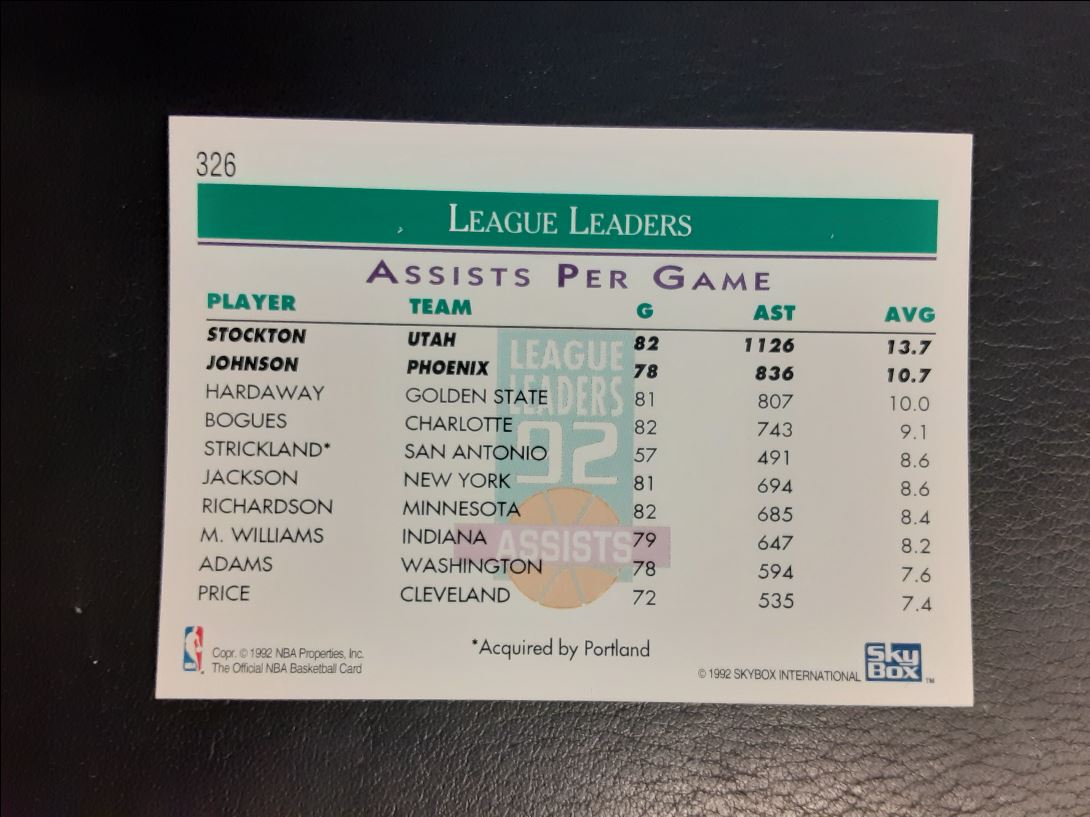 326
LEAGUE LEADERS
ASSISTS PER GAME
PLAYER TEAM G AST AVG
STOCKTON UTAH 82 1126 13.7
JOHNSON PHOENIX 78 836 10.7
HARDAWAY GOLDEN STATE 81 807 10.0
BOGUES CHARLOTTE 82 743 9.1
STRICKLAND* SAN ANTONIO 57 491 8.6
JACKSON NEW YORK 81 694 8.6
RICHARDSON MINNESOTA 82 685 8.4
M. WILLIAMS INDIANA 79 647 8.2
ADAMS WASHINGTON 78 594 7.6
PRICE CLEVELAND 72 535 7.4
LEAGUE
LEADERS
92
ASSISTS
*Acquired by Portland
Copr. © 1992 NBA Properties, Inc.
The Official NBA Basketball Card
© 1992 SKYBOX INTERNATIONAL
Sky
Box™